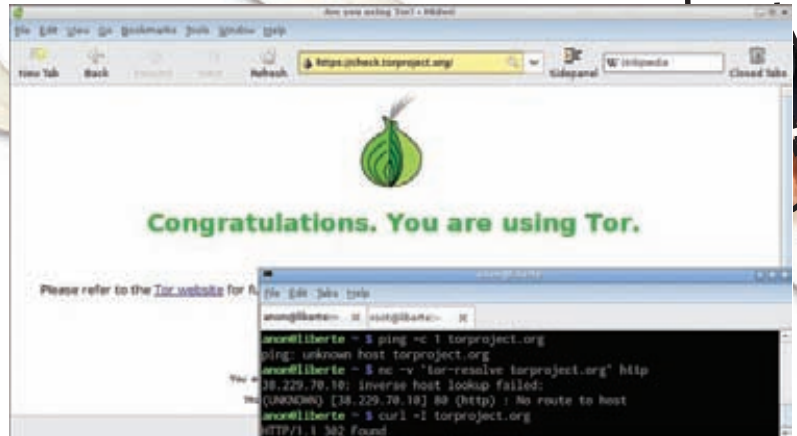 Are you using Tor? - Midori
File Edit View Go Bookmarks Tools Window Help
https://check.torproject.org/
Wikipedia
New Tab Back Refresh Sidepanel Closed Tabs
Congratulations. You are using Tor.
Please refer to the Tor website for
File Edit Tabs Help
anon@liberte:~ root@liberte:~
anon@liberte ~ $ ping -c 1 torproject.org
ping: unknown host torproject.org
anon@liberte ~ $ nc -v `tor-resolve torproject.org` http
38.229.70.10: inverse host lookup failed:
(UNKNOWN) [38.229.70.10] 80 (http) : No route to host
anon@liberte ~ $ curl -I torproject.org
HTTP/1.1 302 Found